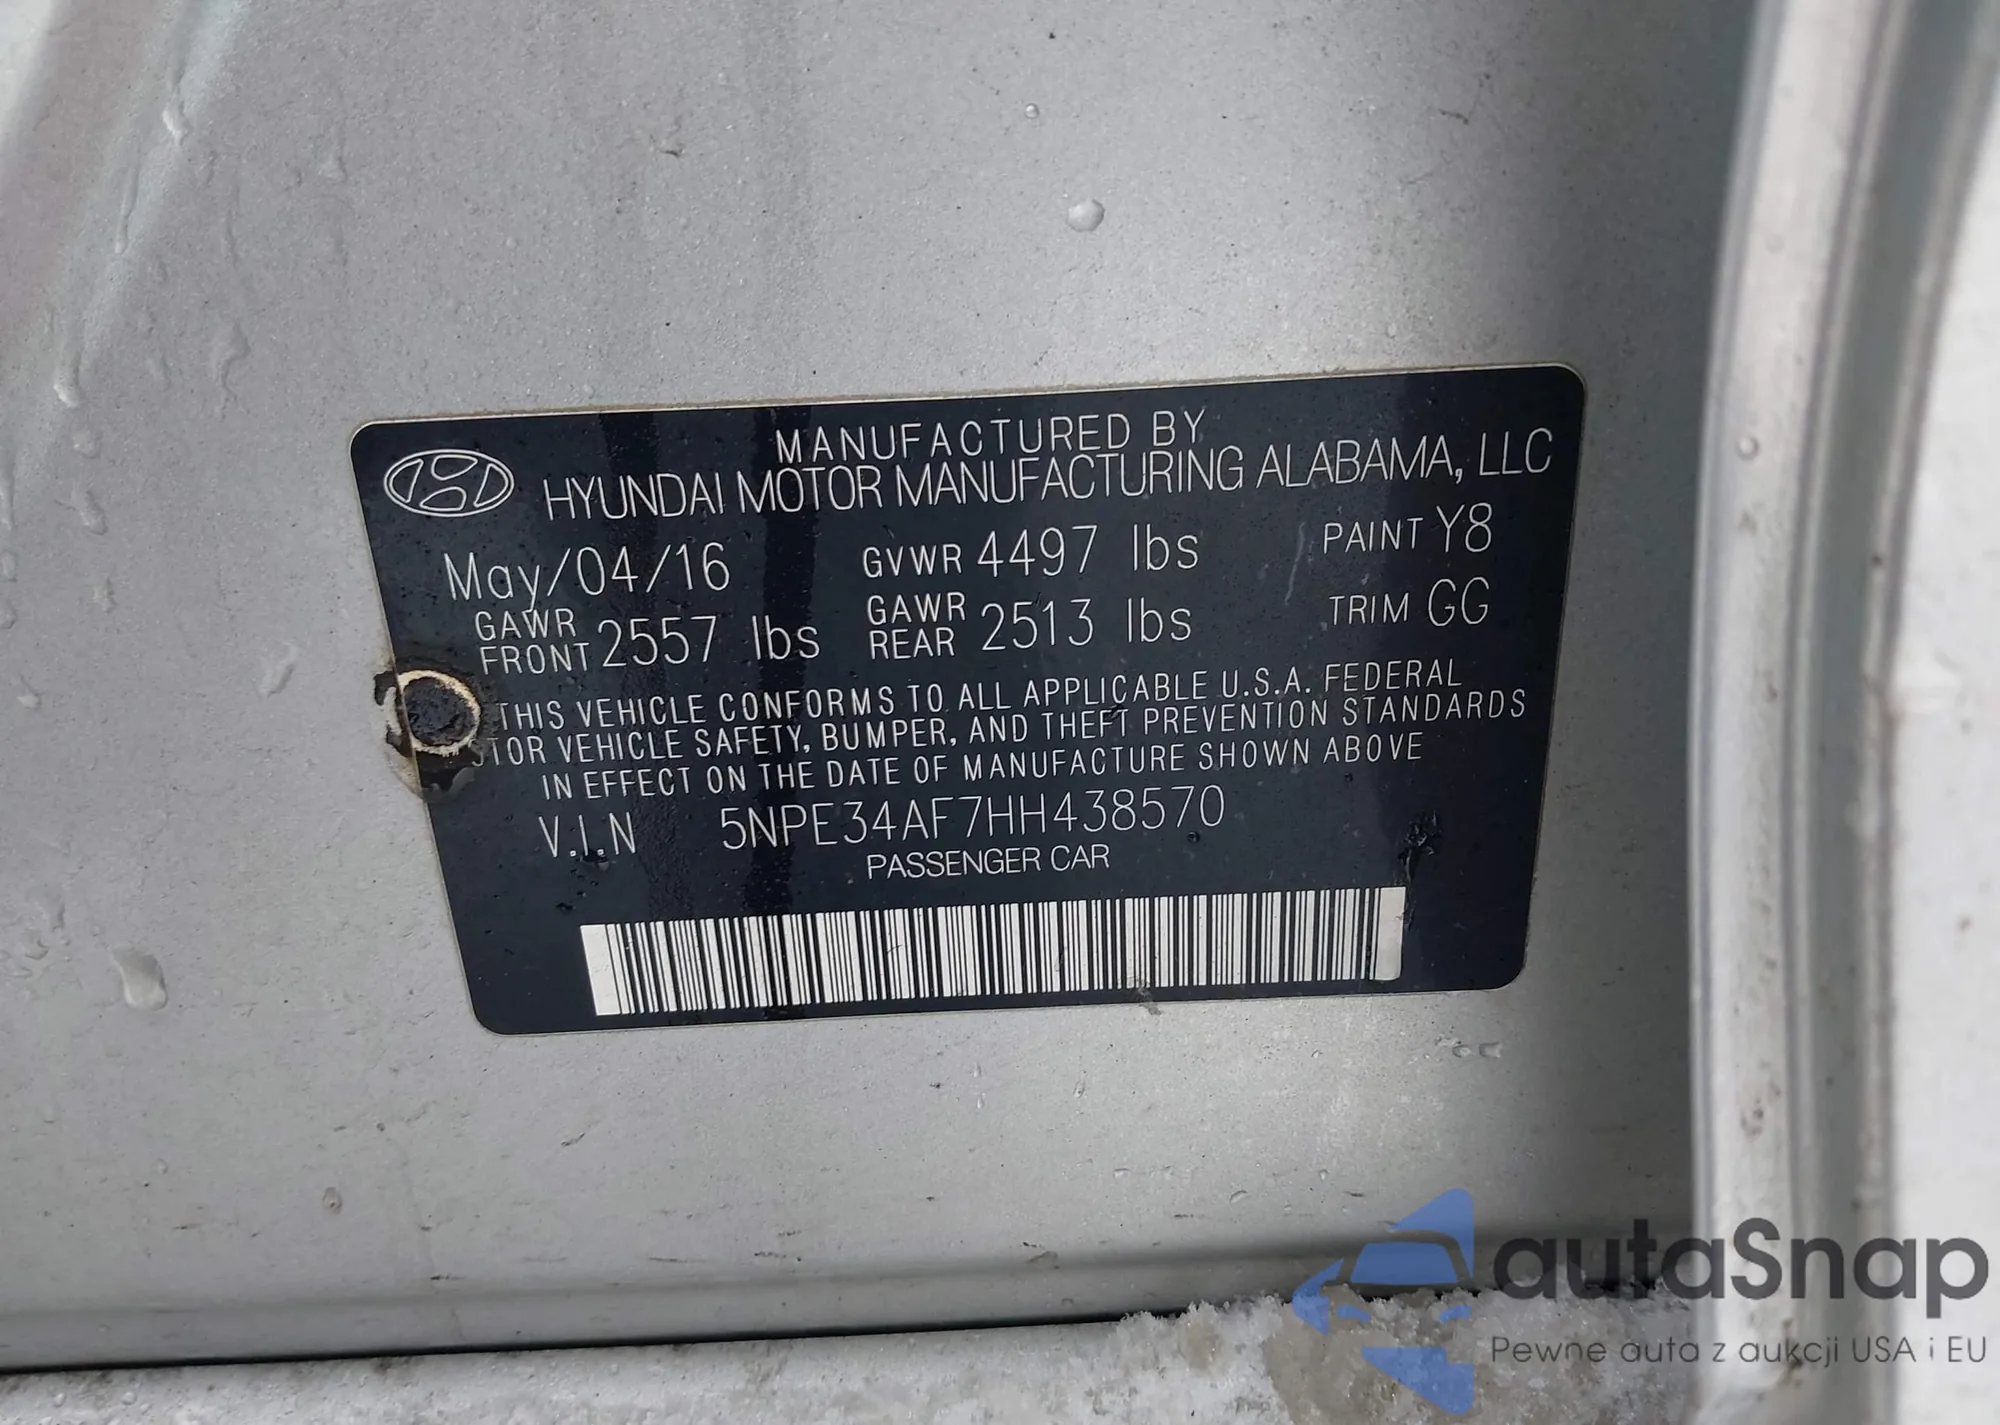 MANUFACTURED BY
HYUNDAI MOTOR MANUFACTURING ALABAMA, LLC
May/04/16 GVWR 4497 lbs PAINT Y8
GAWR FRONT 2557 lbs GAWR REAR 2513 lbs TRIM GG
THIS VEHICLE CONFORMS TO ALL APPLICABLE U.S.A. FEDERAL
TOR VEHICLE SAFETY, BUMPER, AND THEFT PREVENTION STANDARDS
IN EFFECT ON THE DATE OF MANUFACTURE SHOWN ABOVE
V.I.N 5NPE34AF7HH438570
PASSENGER CAR
autaSnap
Pewne auta z aukcji USA i EU